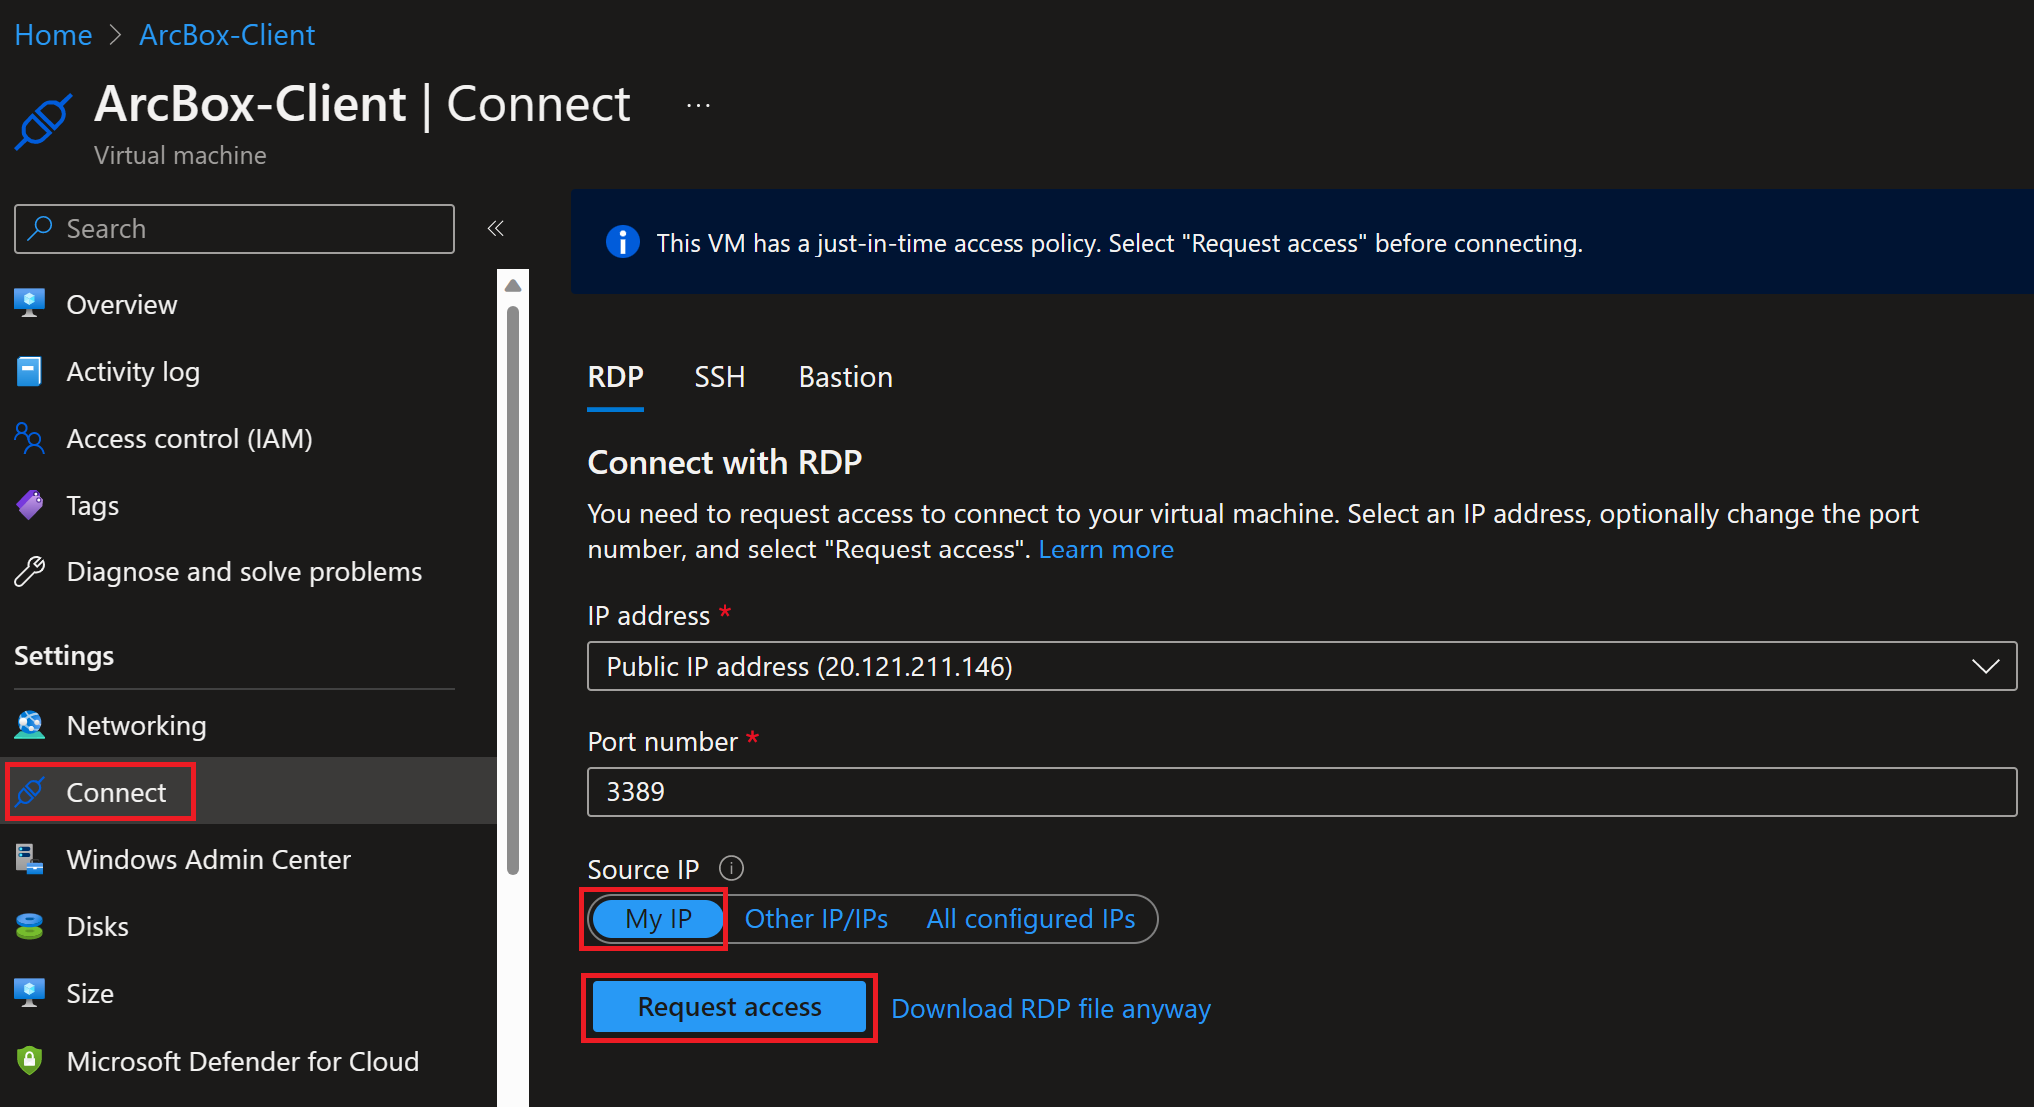 Home > ArcBox-Client
ArcBox-Client | Connect ...
Virtual machine
Search
«
Overview
Activity log
Access control (IAM)
Tags
Diagnose and solve problems
Settings
Networking
Connect
Windows Admin Center
Disks
Size
Microsoft Defender for Cloud
This VM has a just-in-time access policy. Select "Request access" before connecting.
RDP SSH Bastion
Connect with RDP
You need to request access to connect to your virtual machine. Select an IP address, optionally change the port
number, and select "Request access". Learn more
IP address *
Public IP address (20.121.211.146)
Port number *
3389
Source IP
My IP Other IP/IPs All configured IPs
Request access Download RDP file anyway